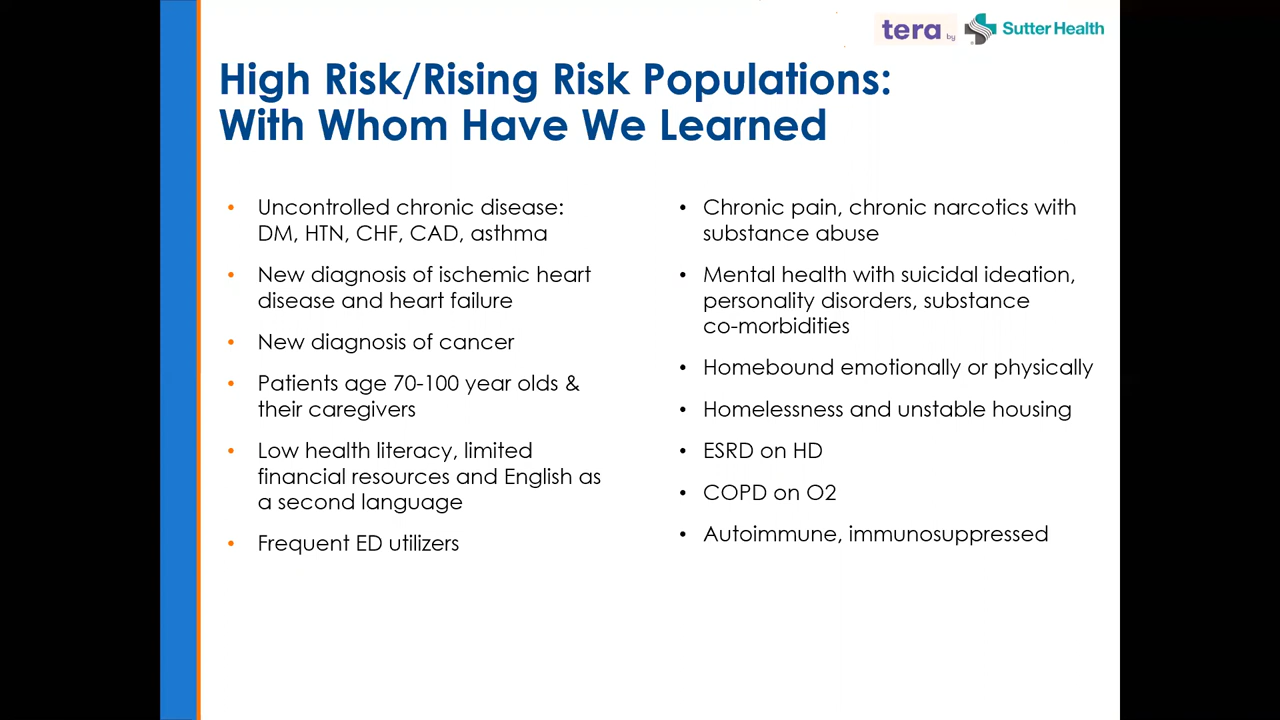 tera by Sutter Health
High Risk/Rising Risk Populations:
With Whom Have We Learned
• Uncontrolled chronic disease:
DM, HTN, CHF, CAD, asthma
• New diagnosis of ischemic heart
disease and heart failure
• New diagnosis of cancer
• Patients age 70-100 year olds &
their caregivers
• Low health literacy, limited
financial resources and English as
a second language
• Frequent ED utilizers
• Chronic pain, chronic narcotics with
substance abuse
• Mental health with suicidal ideation,
personality disorders, substance
co-morbidities
• Homebound emotionally or physically
• Homelessness and unstable housing
• ESRD on HD
• COPD on O2
• Autoimmune, immunosuppressed